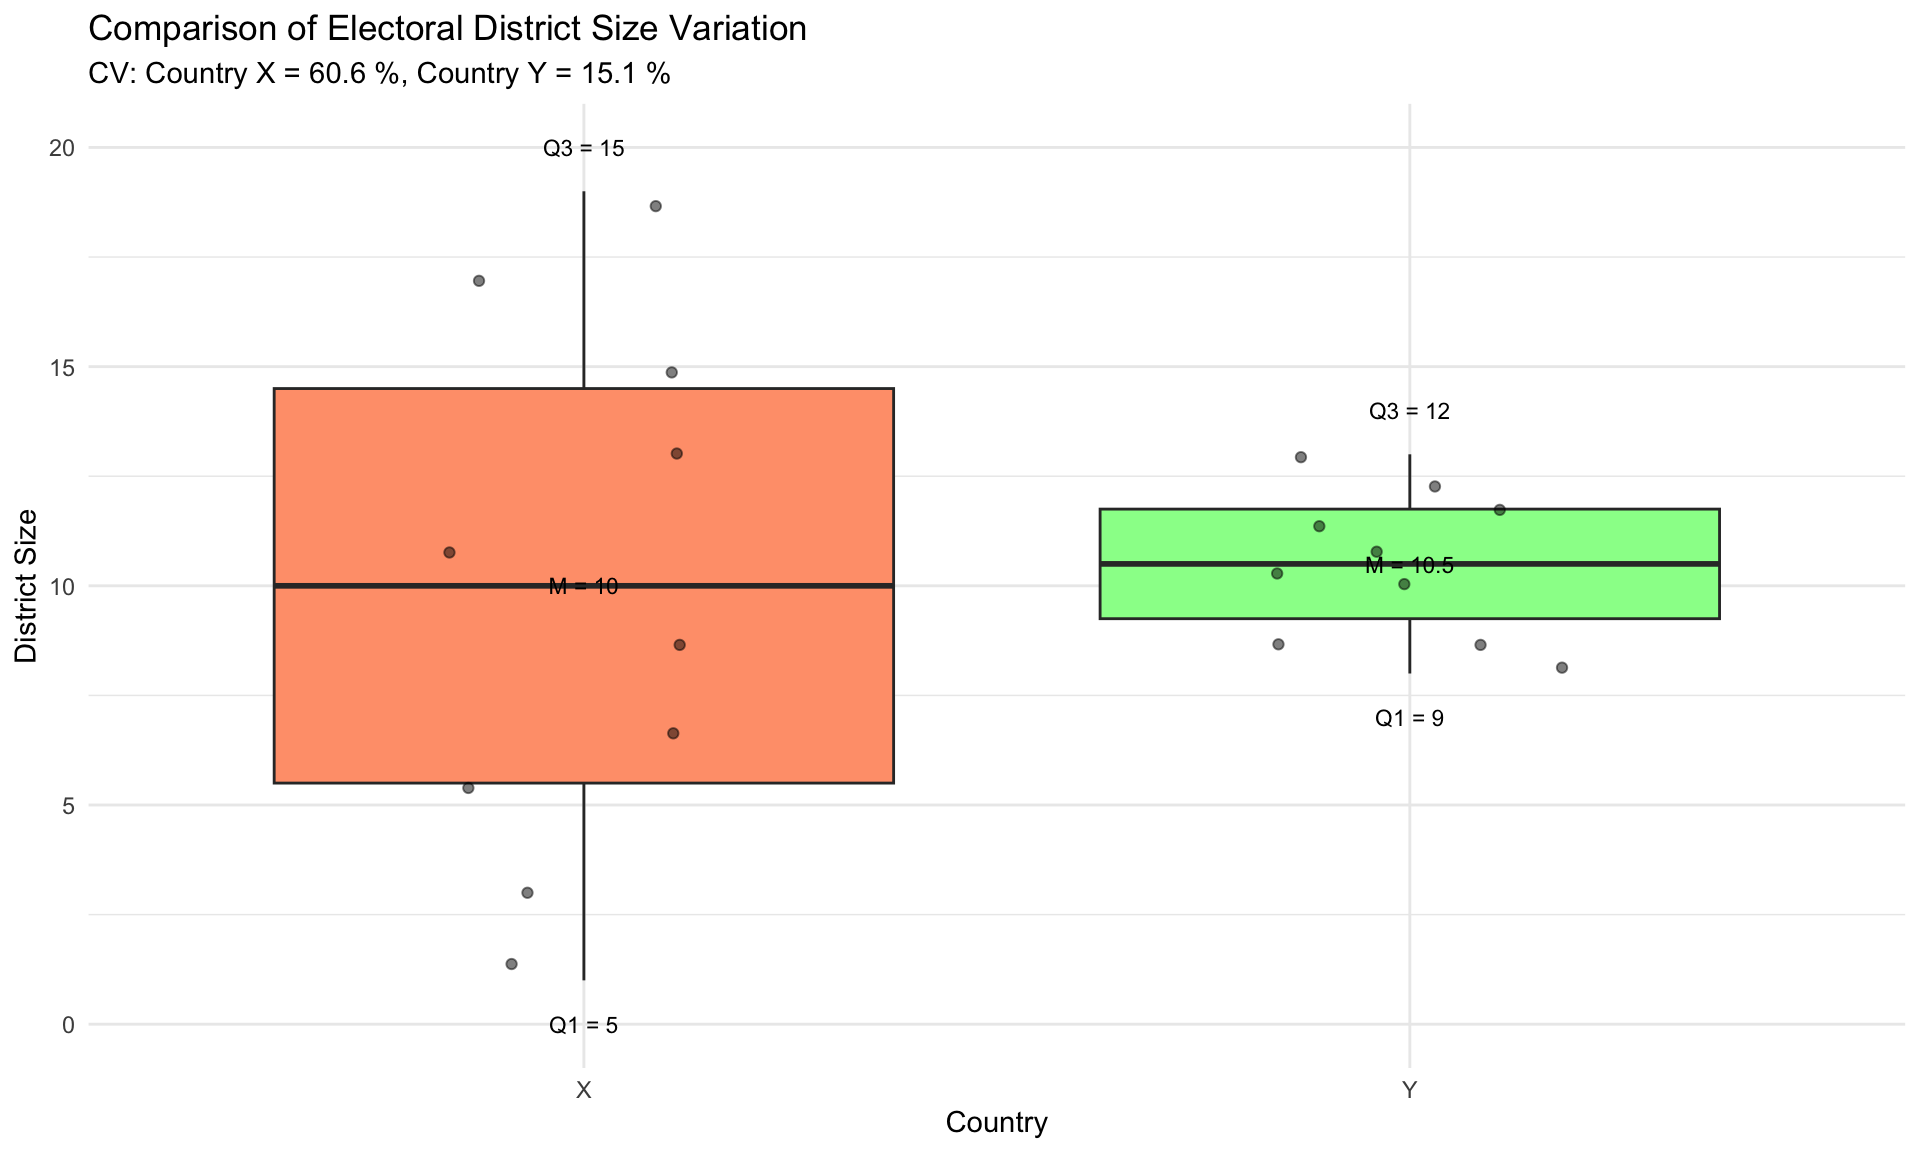 Comparison of Electoral District Size Variation
CV: Country X = 60.6 %, Country Y = 15.1 %
District Size
20
15
10
5
0
Q3 = 15
M = 10
Q1 = 5
Q3 = 12
M = 10.5
Q1 = 9
X
Y
Country